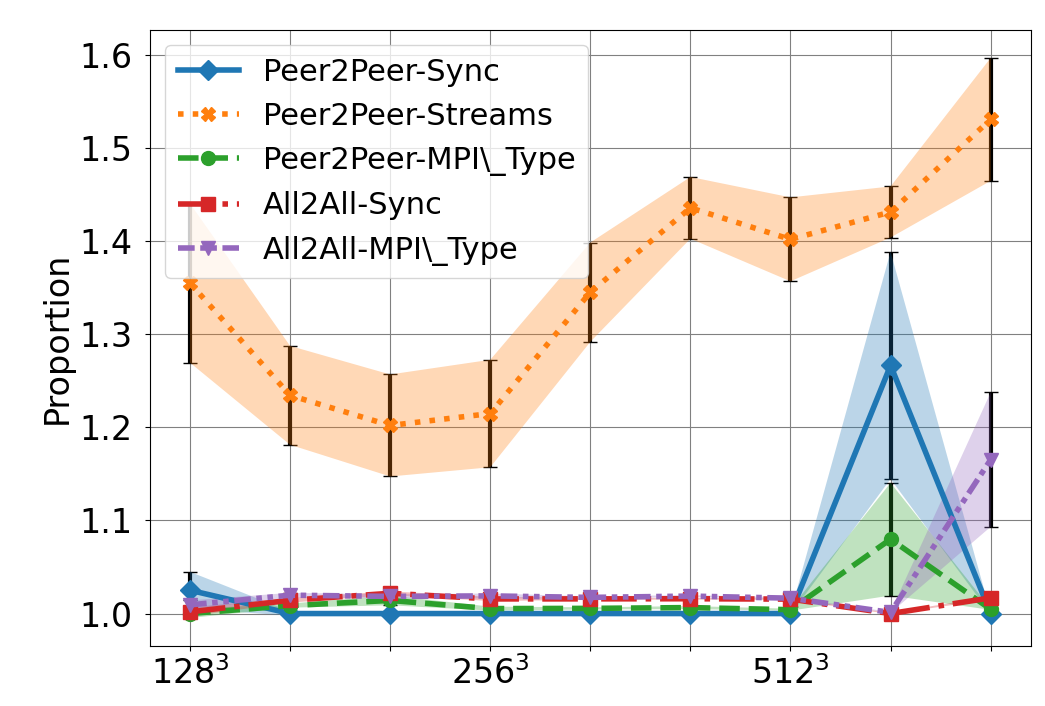 Proportion
1.6
1.5
1.4
1.3
1.2
1.1
1.0
Peer2Peer-Sync
Peer2Peer-Streams
Peer2Peer-MPI\_Type
All2All-Sync
All2All-MPI\_Type
128³ 256³ 512³